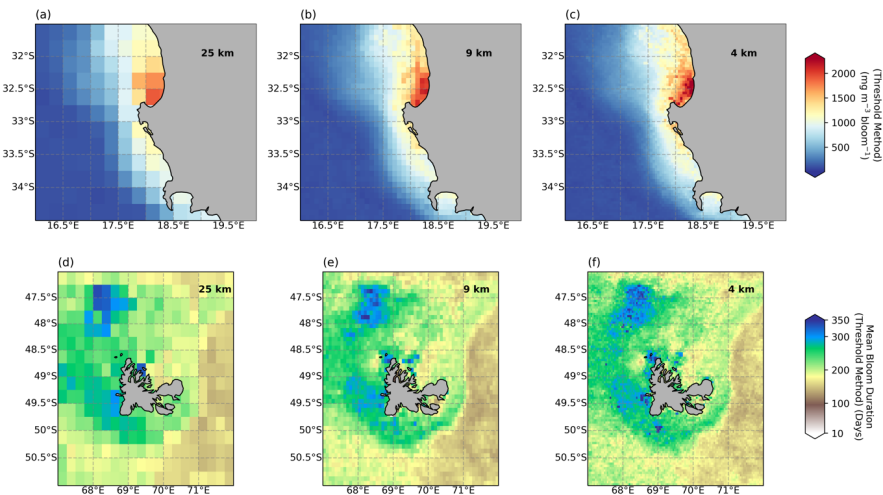 (a)
(b)
(c)
32°S
32.5°S
33°S
33.5°S
34°S
16.5°E
17.5°E
18.5°E
19.5°E
25 km
32°S
32.5°S
33°S
33.5°S
34°S
16.5°E
17.5°E
18.5°E
19.5°E
9 km
32°S
32.5°S
33°S
33.5°S
34°S
16.5°E
17.5°E
18.5°E
19.5°E
4 km
2000
1500
1000
500
(Threshold Method)
(mg m⁻³ bloom⁻¹)
(d)
(e)
(f)
47.5°S
48°S
48.5°S
49°S
49.5°S
50°S
50.5°S
68°E
69°E
70°E
71°E
25 km
47.5°S
48°S
48.5°S
49°S
49.5°S
50°S
50.5°S
68°E
69°E
70°E
71°E
9 km
47.5°S
48°S
48.5°S
49°S
49.5°S
50°S
50.5°S
68°E
69°E
70°E
71°E
4 km
350
300
200
100
10
Mean Bloom Duration
(Threshold Method) (Days)